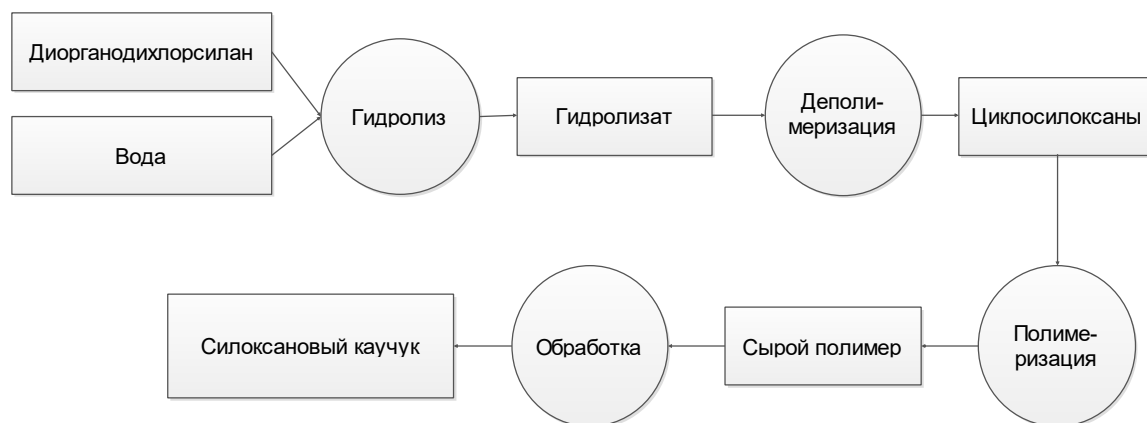 Диорганодихлорсилан
Вода
Гидролиз
Гидролизат
Деполи-
меризация
Циклосилоксаны
Силоксановый каучук
Обработка
Сырой полимер
Полиме-
ризация